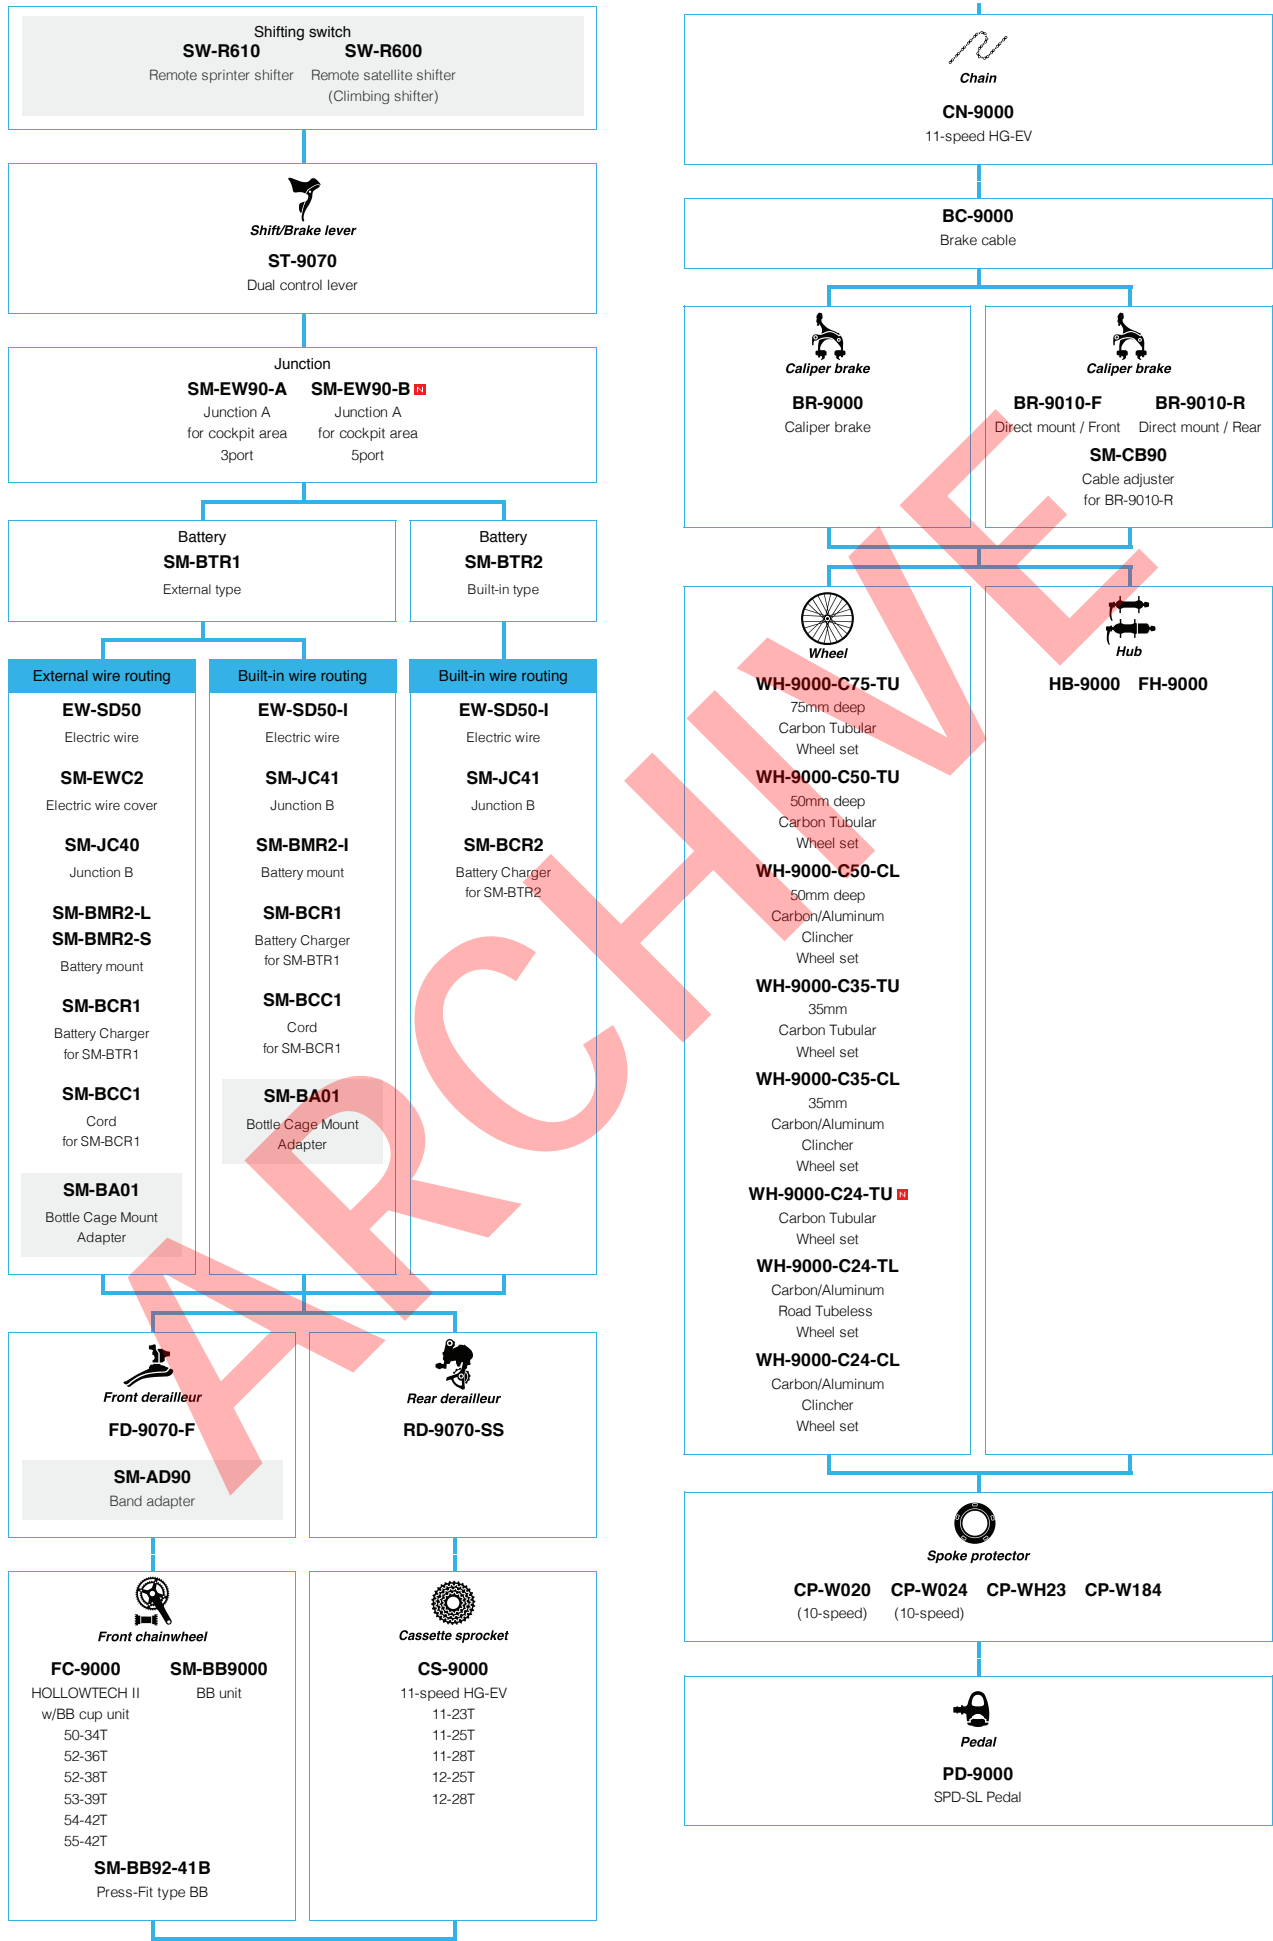 Shifting switch
SW-R610 SW-R600
Remote sprinter shifter Remote satellite shifter
(Climbing shifter)
Shift/Brake lever
ST-9070
Dual control lever
Junction
SM-EW90-A SM-EW90-B N
Junction A Junction A
for cockpit area for cockpit area
3port 5port
Battery
SM-BTR1
External type
Battery
SM-BTR2
Built-in type
External wire routing
EW-SD50
Electric wire
SM-EWC2
Electric wire cover
SM-JC40
Junction B
SM-BMR2-L
SM-BMR2-S
Battery mount
SM-BCR1
Battery Charger
for SM-BTR1
SM-BCC1
Cord
for SM-BCR1
SM-BA01
Bottle Cage Mount
Adapter
Built-in wire routing
EW-SD50-I
Electric wire
SM-JC41
Junction B
SM-BMR2-I
Battery mount
SM-BCR1
Battery Charger
for SM-BTR1
SM-BCC1
Cord
for SM-BCR1
SM-BA01
Bottle Cage Mount
Adapter
Built-in wire routing
EW-SD50-I
Electric wire
SM-JC41
Junction B
SM-BCR2
Battery Charger
for SM-BTR2
Front derailleur
FD-9070-F
SM-AD90
Band adapter
Rear derailleur
RD-9070-SS
Front chainwheel
FC-9000 SM-BB9000
HOLLOWTECH II BB unit
w/BB cup unit
50-34T
52-36T
52-38T
53-39T
54-42T
55-42T
SM-BB92-41B
Press-Fit type BB
Cassette sprocket
CS-9000
11-speed HG-EV
11-23T
11-25T
11-28T
12-25T
12-28T
Chain
CN-9000
11-speed HG-EV
BC-9000
Brake cable
Caliper brake
BR-9000
Caliper brake
Caliper brake
BR-9010-F BR-9010-R
Direct mount / Front Direct mount / Rear
SM-CB90
Cable adjuster
for BR-9010-R
Wheel
WH-9000-C75-TU
75mm deep
Carbon Tubular
Wheel set
WH-9000-C50-TU
50mm deep
Carbon Tubular
Wheel set
WH-9000-C50-CL
50mm deep
Carbon/Aluminum
Clincher
Wheel set
WH-9000-C35-TU
35mm
Carbon Tubular
Wheel set
WH-9000-C35-CL
35mm
Carbon/Aluminum
Clincher
Wheel set
WH-9000-C24-TU N
Carbon Tubular
Wheel set
WH-9000-C24-TL
Carbon/Aluminum
Road Tubeless
Wheel set
WH-9000-C24-CL
Carbon/Aluminum
Clincher
Wheel set
Hub
HB-9000 FH-9000
Spoke protector
CP-W020 CP-W024 CP-WH23 CP-W184
(10-speed) (10-speed)
Pedal
PD-9000
SPD-SL Pedal
ARCHIVE